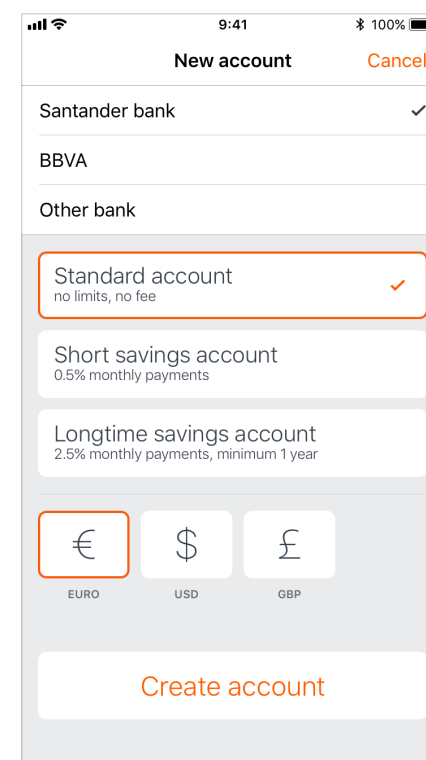 9:41
100%
New account
Cancel
Santander bank
BBVA
Other bank
Standard account
no limits, no fee
Short savings account
0.5% monthly payments
Longtime savings account
2.5% monthly payments, minimum 1 year
€ $ £
EURO USD GBP
Create account